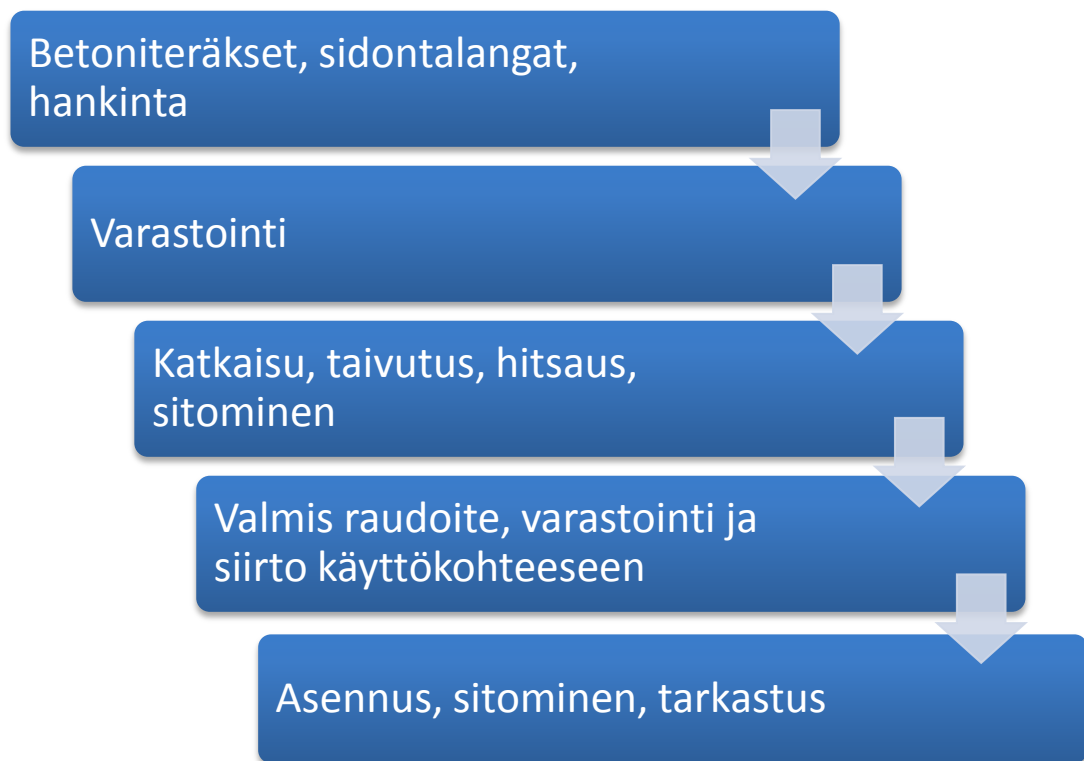 Betoniteräkset, sidontalangat,
hankinta
Varastointi
Katkaisu, taivutus, hitsaus,
sitominen
Valmis raudoite, varastointi ja
siirto käyttökohteeseen
Asennus, sitominen, tarkastus